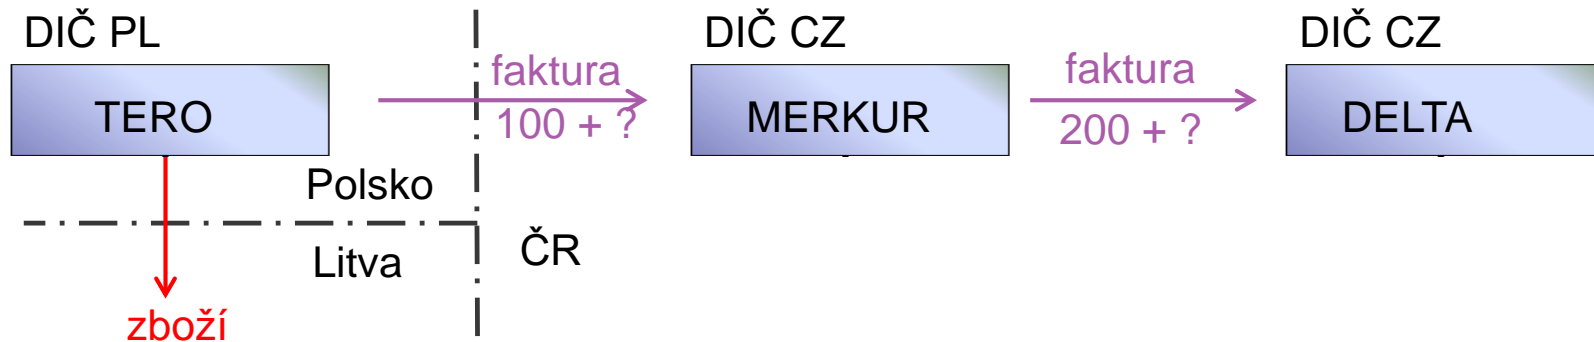 DIČ PL
DIČ CZ
DIČ CZ
TERO
faktura
100 + ?
MERKUR
faktura
200 + ?
DELTA
Polsko
Litva
ČR
zboží